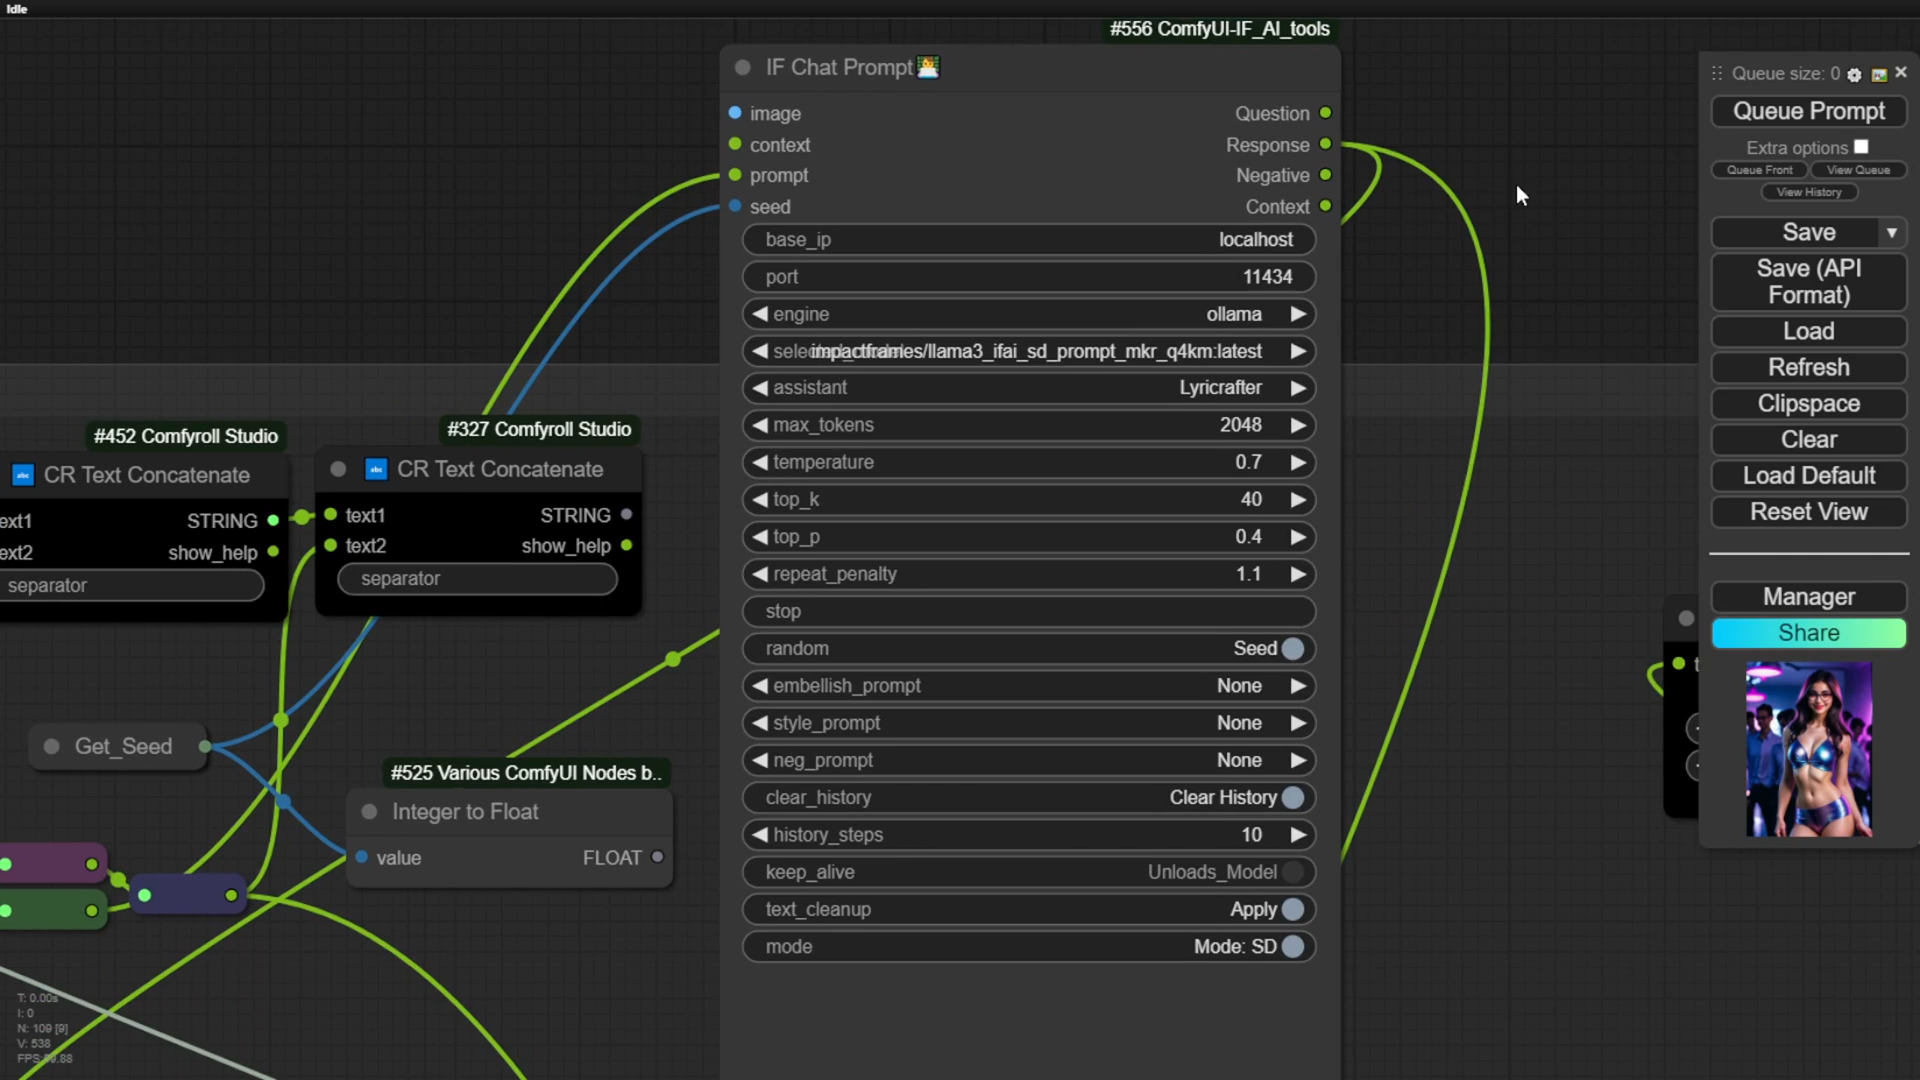 Idle
#556 ComfyUI-IF_AI_tools
IF Chat Prompt
image
Question
context
Response
prompt
Negative
seed
Context
base_ip localhost
port 11434
engine ollama
impactframes/llama3_ifai_sd_prompt_mkr_q4km:latest
assistant Lyricrafter
max_tokens 2048
temperature 0.7
top_k 40
top_p 0.4
repeat_penalty 1.1
stop
random Seed
embellish_prompt None
style_prompt None
neg_prompt None
clear_history Clear History
history_steps 10
keep_alive Unloads_Model
text_cleanup Apply
mode Mode: SD
#452 Comfyroll Studio
CR Text Concatenate
ext1 STRING
ext2 show_help
separator
#327 Comfyroll Studio
CR Text Concatenate
text1 STRING
text2 show_help
separator
Get_Seed
#525 Various ComfyUI Nodes b..
Integer to Float
value FLOAT
T: 0.00s
I: 0
N: 109 [9]
V: 538
Queue size: 0
Queue Prompt
Extra options
Queue Front
View Queue
View History
Save
Save (API
Format)
Load
Refresh
Clipspace
Clear
Load Default
Reset View
Manager
Share